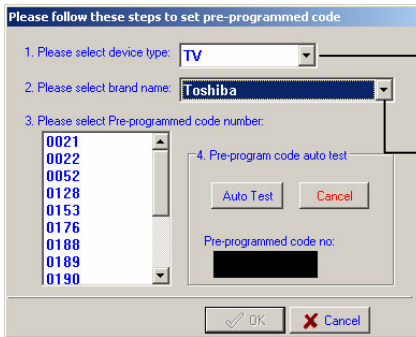 Please follow these steps to set pre-programmed code
1. Please select device type: TV
2. Please select brand name: Toshiba
3. Please select Pre-programmed code number:
0021
0022
0052
0128
0153
0176
0188
0189
0190
4. Pre-program code auto test
Auto Test Cancel
Pre-programmed code no:
OK Cancel